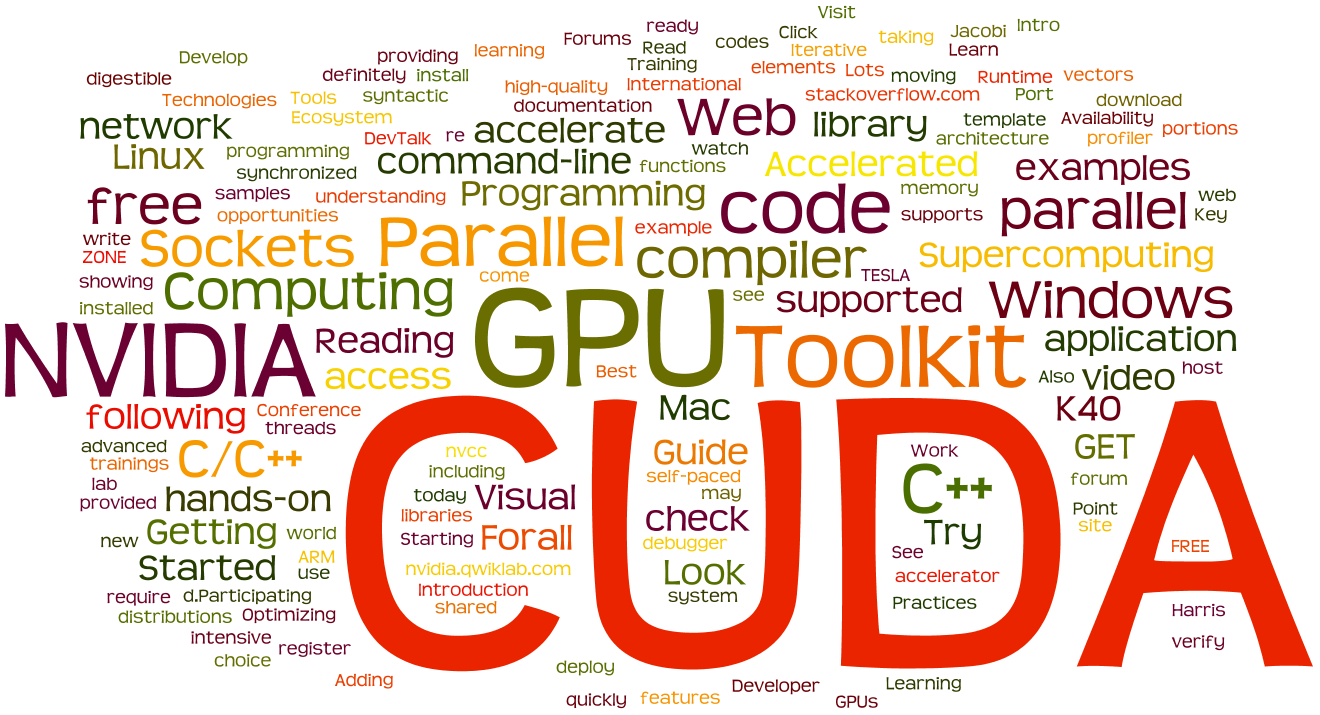 Visit
ready
Intro
Forums
Click
Jacobi
codes
taking
Develop
providing
learning
Read
Iterative
Learn
Training
digestible
definitely
install
elements
Lots
moving
Runtime
vectors
high-quality
International
Technologies
Tools
syntactic
stackoverflow.com
Port
download
documentation
Ecosystem
network
DevTalk
re
accelerate
Web
library
template
Availability
architecture
profiler
portions
Linux
programming
command-line
watch
functions
Accelerated
examples
synchronized
free
samples
understanding
Programming
code
memory
parallel
web
Key
opportunities
supports
write
ZONE
Sockets
Parallel
example
compiler
Supercomputing
showing
come
TESLA
installed
Computing
GPU
see
supported
Windows
NVIDIA
Reading
Toolkit
application
access
Best
Also
video
host
following
Conference
threads
CUDA
Mac
K40
advanced
trainings
C/C++
nvcc
Guide
Work
GET
lab
including
self-paced
forum
provided
hands-on
today
Visual
may
C++
Point
libraries
check
site
new
Getting
world
Starting
Forall
debugger
Try
FREE
Started
ARM
use
nvidia.qwiklab.com
Look
See
accelerator
require
d.Participating
Introduction
system
Practices
distributions
Optimizing
shared
Harris
intensive
register
verify
choice
deploy
Adding
Developer
Learning
quickly
features
GPUs